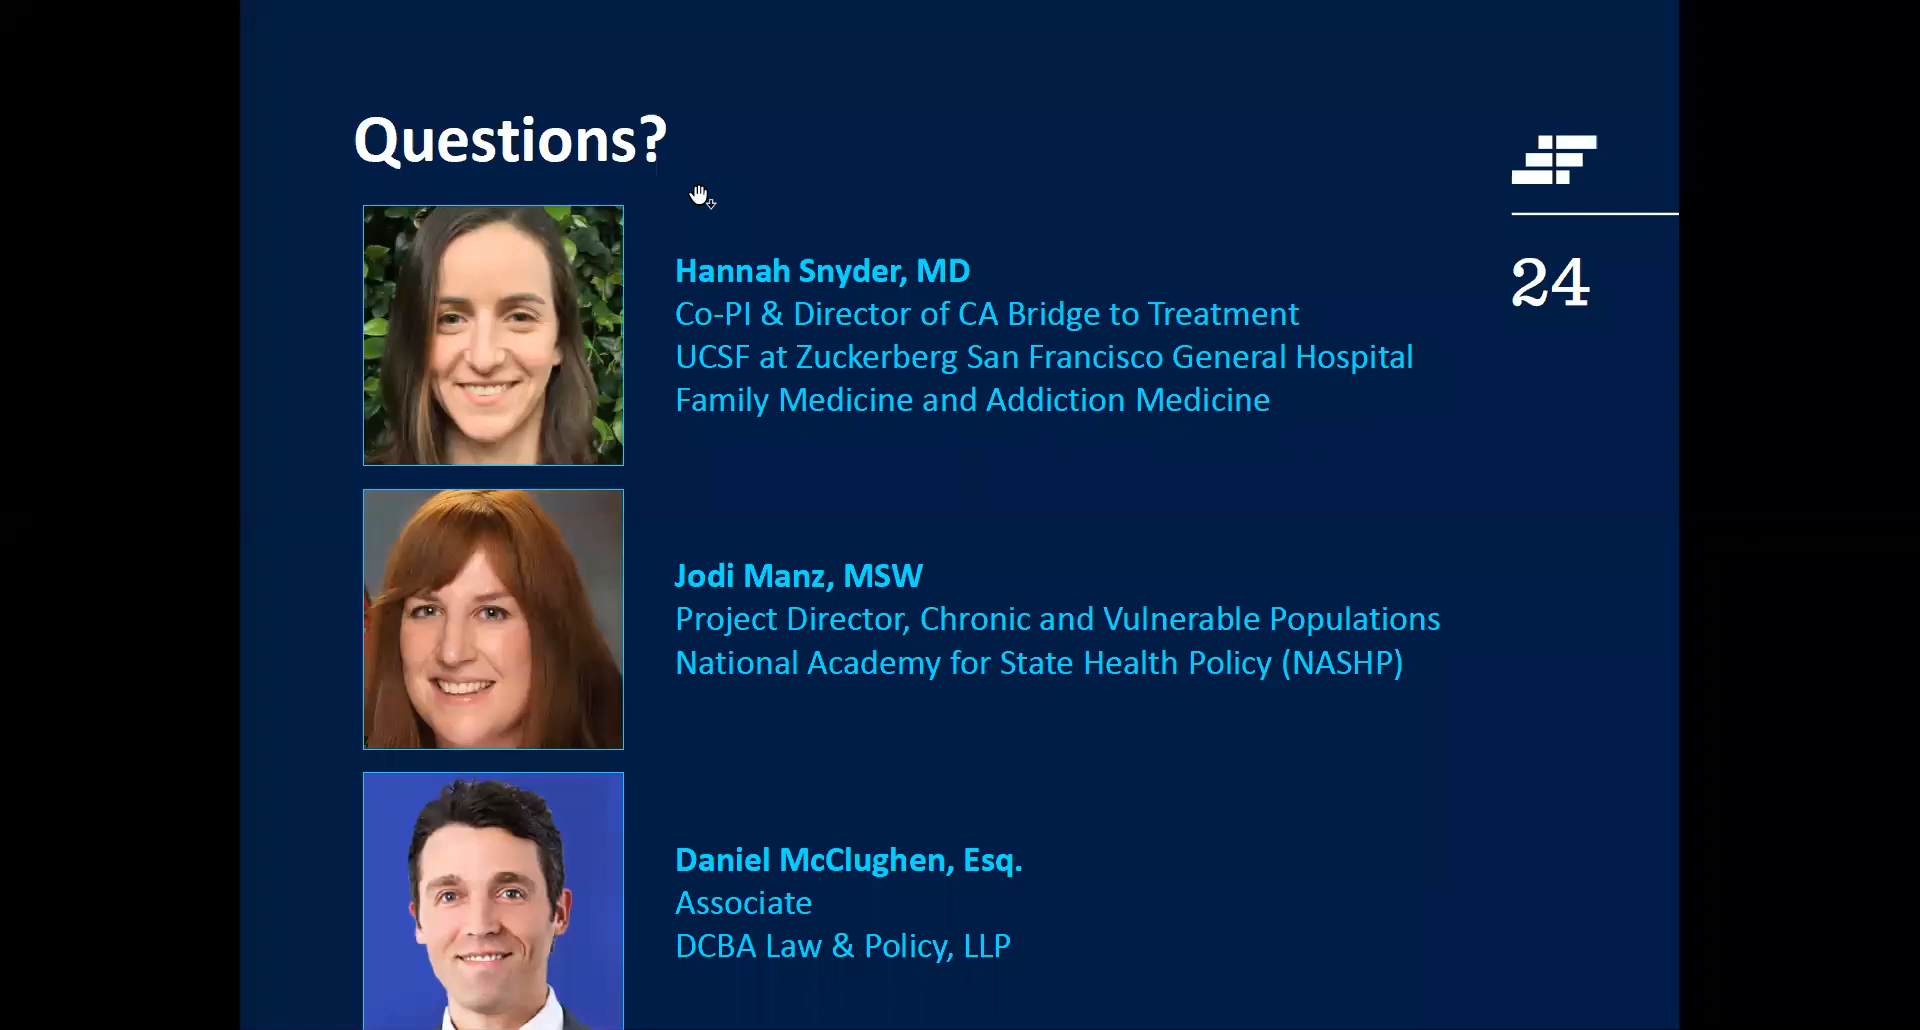 Questions?
24
Hannah Snyder, MD
Co-PI & Director of CA Bridge to Treatment
UCSF at Zuckerberg San Francisco General Hospital
Family Medicine and Addiction Medicine
Jodi Manz, MSW
Project Director, Chronic and Vulnerable Populations
National Academy for State Health Policy (NASHP)
Daniel McClughen, Esq.
Associate
DCBA Law & Policy, LLP